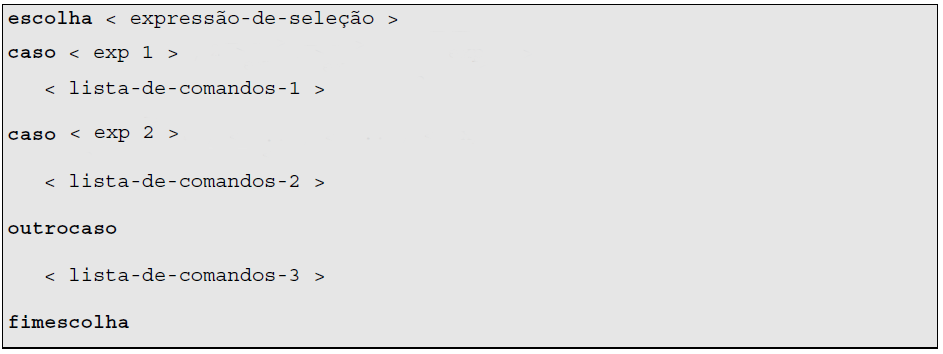 escolha < expressão-de-seleção >
caso < exp 1 >
< lista-de-comandos-1 >
caso < exp 2 >
< lista-de-comandos-2 >
outrocaso
< lista-de-comandos-3 >
fimescolha